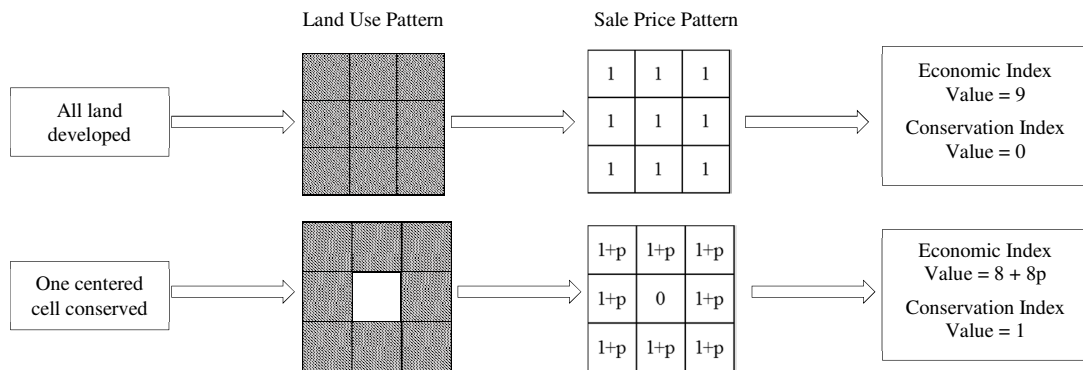 Land Use Pattern
Sale Price Pattern
All land
developed
1 1 1
1 1 1
1 1 1
Economic Index
Value = 9
Conservation Index
Value = 0
One centered
cell conserved
1+p 1+p 1+p
1+p 0 1+p
1+p 1+p 1+p
Economic Index
Value = 8 + 8p
Conservation Index
Value = 1